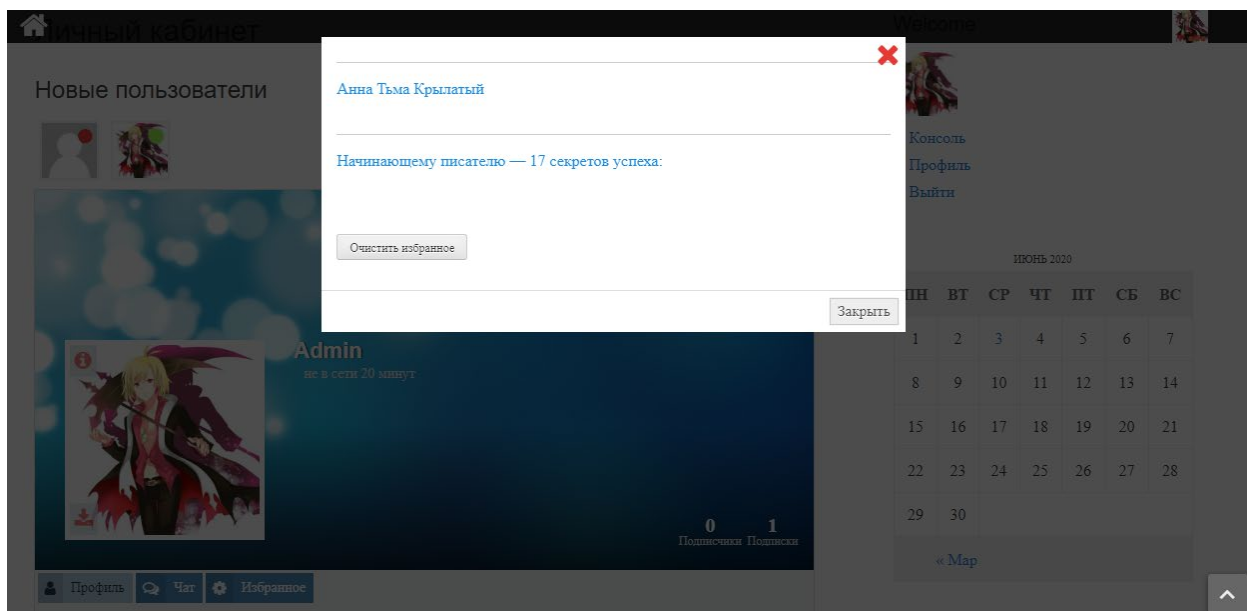 Личный кабинет
Welcome
Новые пользователи
Анна Тьма Крылатый
Начинающему писателю — 17 секретов успеха:
Очистить избранное
Закрыть
Консоль
Профиль
Выйти
ИЮНЬ 2020
ПН ВТ СР ЧТ ПТ СБ ВС
1 2 3 4 5 6 7
8 9 10 11 12 13 14
15 16 17 18 19 20 21
22 23 24 25 26 27 28
29 30
« Мар
Admin
не в сети 20 минут
0 1
Подписчики Подписки
Профиль Чат Избранное